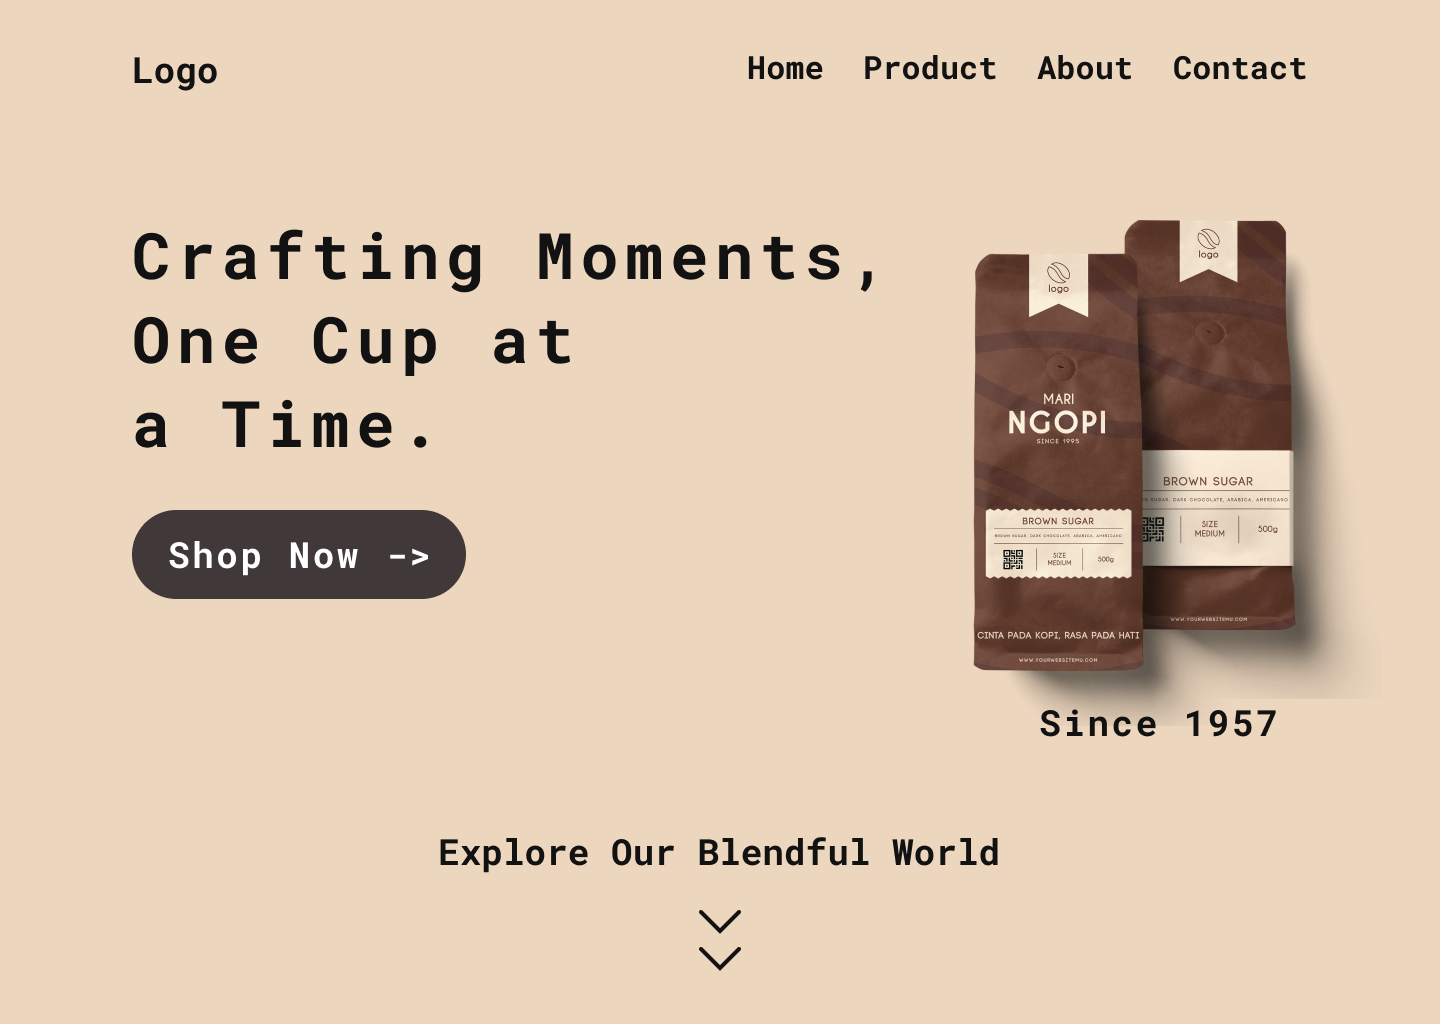 Logo
Home Product About Contact
Crafting Moments,
One Cup at
a Time.
Shop Now ->
logo
MARI
NGOPI
SINCE 1995
BROWN SUGAR
BROWN SUGAR, DARK CHOCOLATE, ARABICA, AMERICANO
SIZE
MEDIUM
500g
CINTA PADA KOPI, RASA PADA HATI
WWW.YOURWEBSITEMU.COM
logo
BROWN SUGAR
SUGAR, DARK CHOCOLATE, ARABICA, AMERICANO
SIZE
MEDIUM
500g
WWW.YOURWEBSITEMU.COM
Since 1957
Explore Our Blendful World